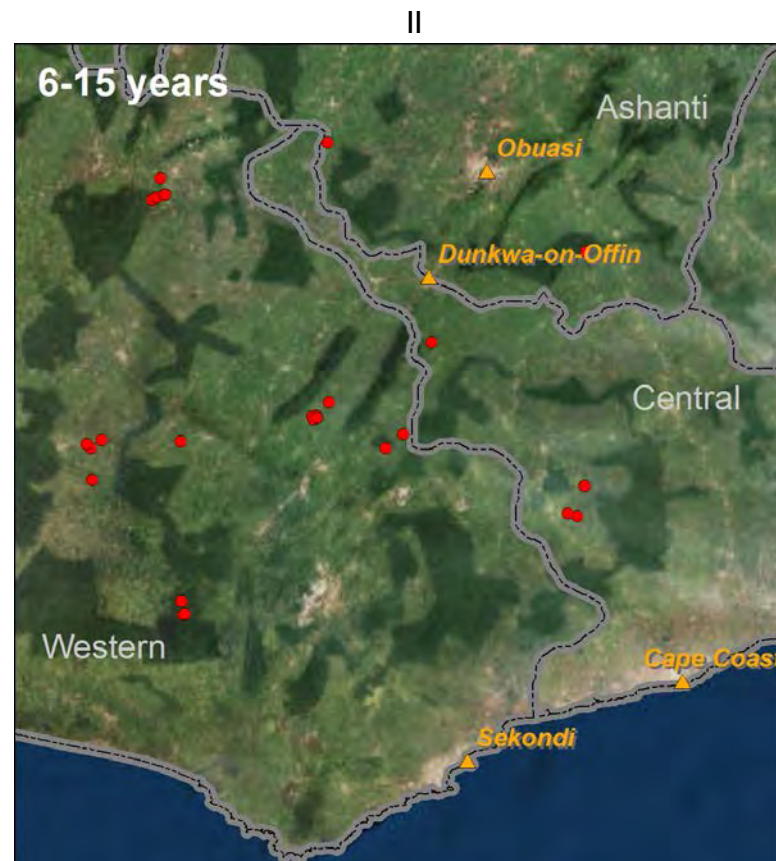 II
6-15 years
Ashanti
Obuasi
Dunkwa-on-Offin
Central
Western
Cape Coast
Sekondi